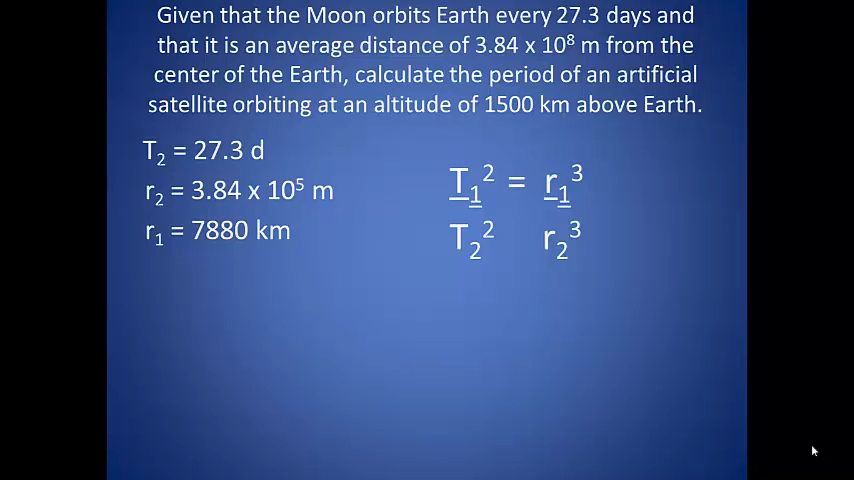 Given that the Moon orbits Earth every 27.3 days and
that it is an average distance of 3.84 x 10⁸ m from the
center of the Earth, calculate the period of an artificial
satellite orbiting at an altitude of 1500 km above Earth.
T₂ = 27.3 d
r₂ = 3.84 x 10⁵ m
r₁ = 7880 km
T₁² = r₁³
T₂² r₂³